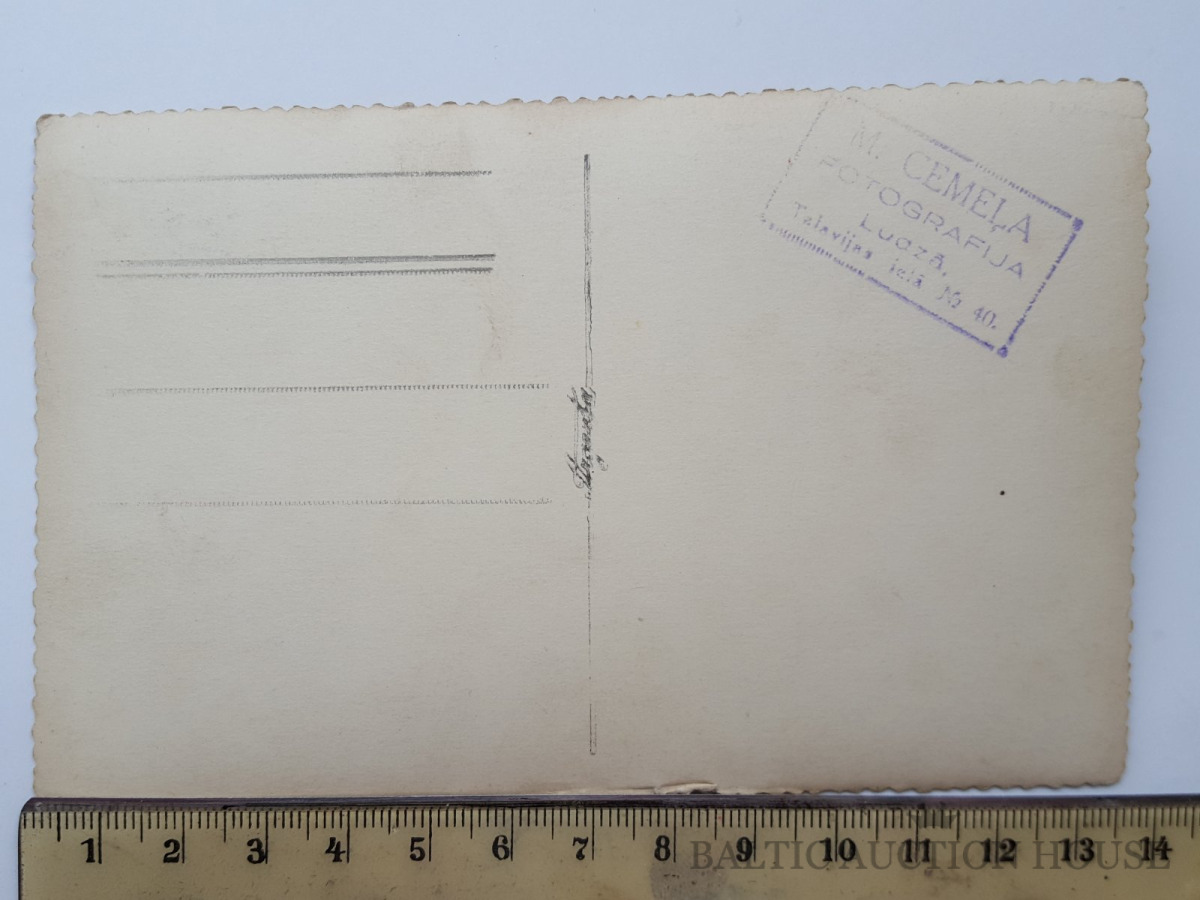 M. CEMEĻA
FOTOGRAFIJA
Ludzā,
Tālavijas ielā № 40.
1 2 3 4 5 6 7 8 9 10 11 12 13 14
BALTIC AUCTION HOUSE